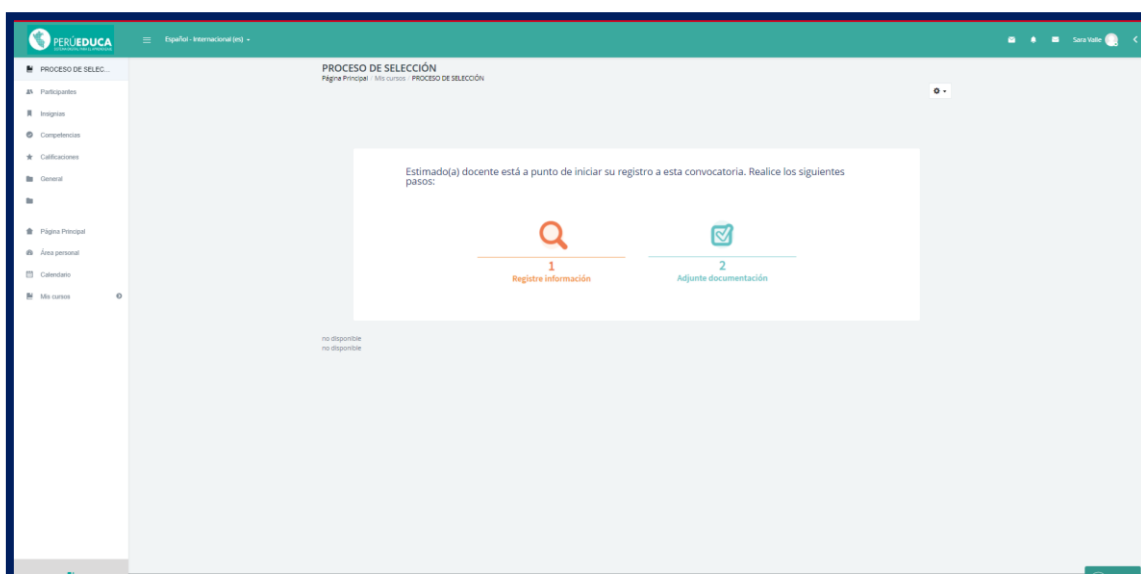 PERÚEDUCA
Español - Internacional (es)
Sara Valle
PROCESO DE SELEC...
Participantes
Insignias
Competencias
Calificaciones
General
Página Principal
Área personal
Calendario
Mis cursos
PROCESO DE SELECCIÓN
Página Principal / Mis cursos / PROCESO DE SELECCIÓN
Estimado(a) docente está a punto de iniciar su registro a esta convocatoria. Realice los siguientes
pasos:
1
Registre información
2
Adjunte documentación
no disponible
no disponible